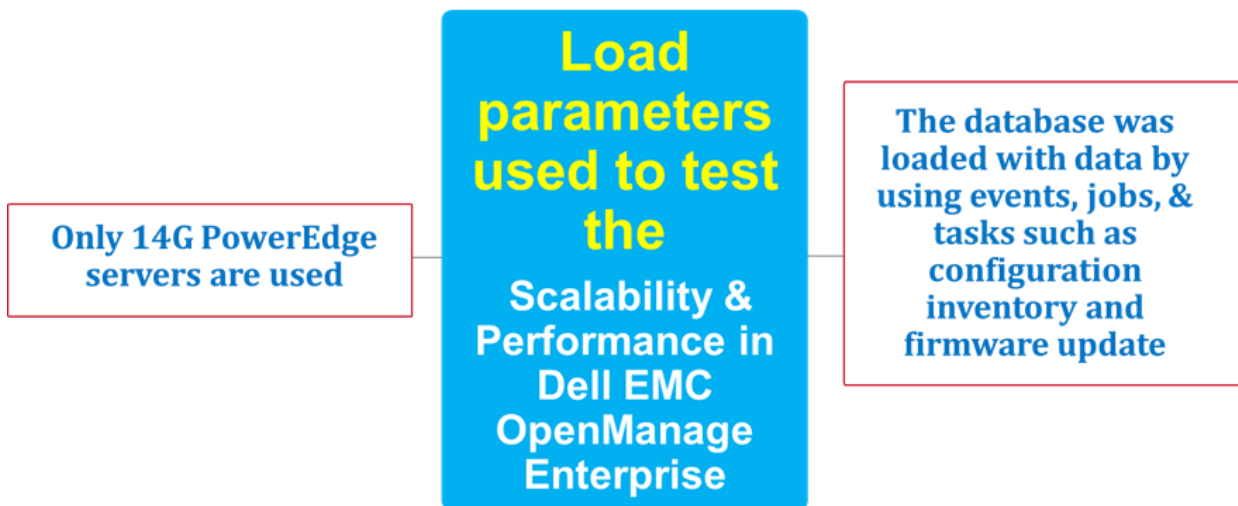 Only 14G PowerEdge
servers are used
Load
parameters
used to test
the
Scalability &
Performance in
Dell EMC
OpenManage
Enterprise
The database was
loaded with data by
using events, jobs, &
tasks such as
configuration
inventory and
firmware update